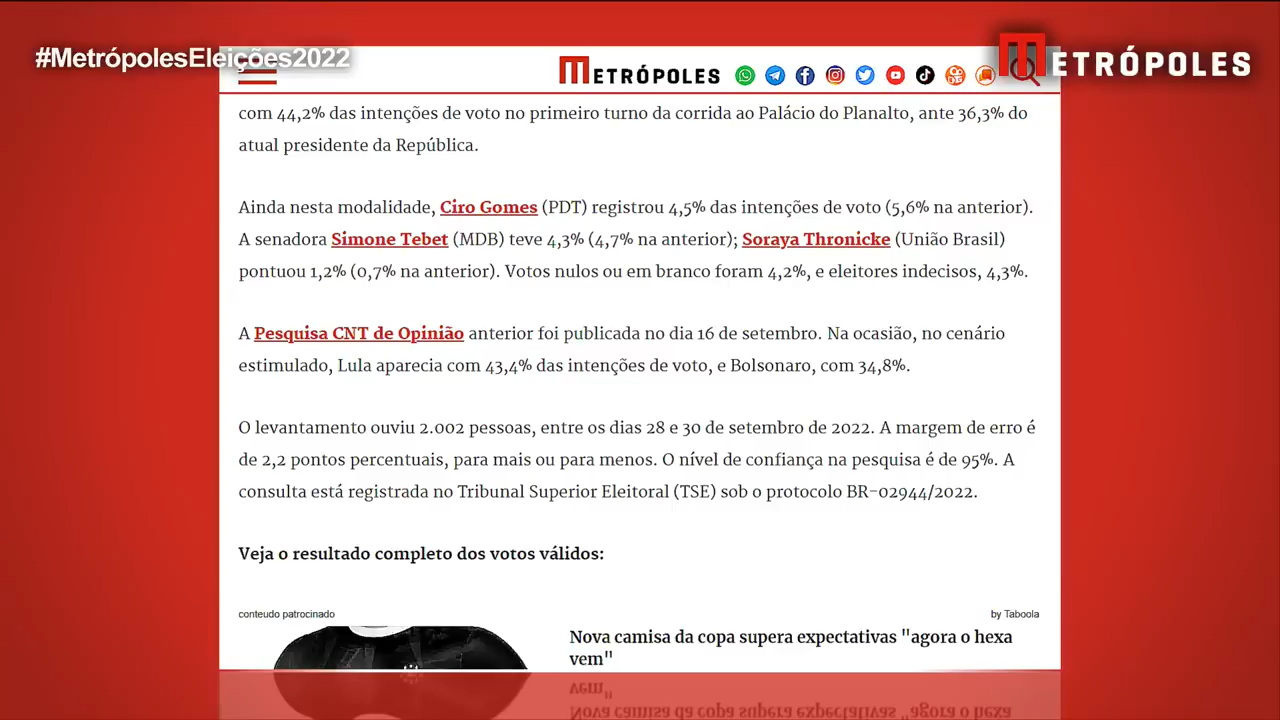 #MetrópolesEleições2022
METRÓPOLES
METRÓPOLES
com 44,2% das intenções de voto no primeiro turno da corrida ao Palácio do Planalto, ante 36,3% do
atual presidente da República.
Ainda nesta modalidade, Ciro Gomes (PDT) registrou 4,5% das intenções de voto (5,6% na anterior).
A senadora Simone Tebet (MDB) teve 4,3% (4,7% na anterior); Soraya Thronicke (União Brasil)
pontuou 1,2% (0,7% na anterior). Votos nulos ou em branco foram 4,2%, e eleitores indecisos, 4,3%.
A Pesquisa CNT de Opinião anterior foi publicada no dia 16 de setembro. Na ocasião, no cenário
estimulado, Lula aparecia com 43,4% das intenções de voto, e Bolsonaro, com 34,8%.
O levantamento ouviu 2.002 pessoas, entre os dias 28 e 30 de setembro de 2022. A margem de erro é
de 2,2 pontos percentuais, para mais ou para menos. O nível de confiança na pesquisa é de 95%. A
consulta está registrada no Tribunal Superior Eleitoral (TSE) sob o protocolo BR-02944/2022.
Veja o resultado completo dos votos válidos:
conteudo patrocinado
by Taboola
Nova camisa da copa supera expectativas "agora o hexa
vem"
vem"
Nova camisa da copa supera expectativas "agora o hexa